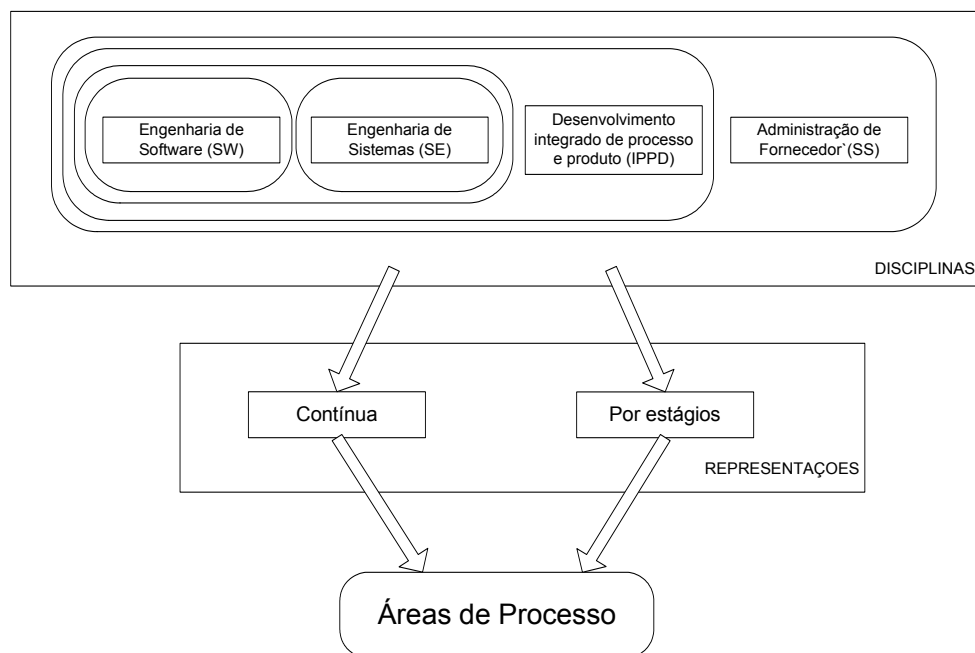 Engenharia de
Software (SW)
Engenharia de
Sistemas (SE)
Desenvolvimento
integrado de processo
e produto (IPPD)
Administração de
Fornecedor`(SS)
DISCIPLINAS
Contínua
Por estágios
REPRESENTAÇOES
Áreas de Processo